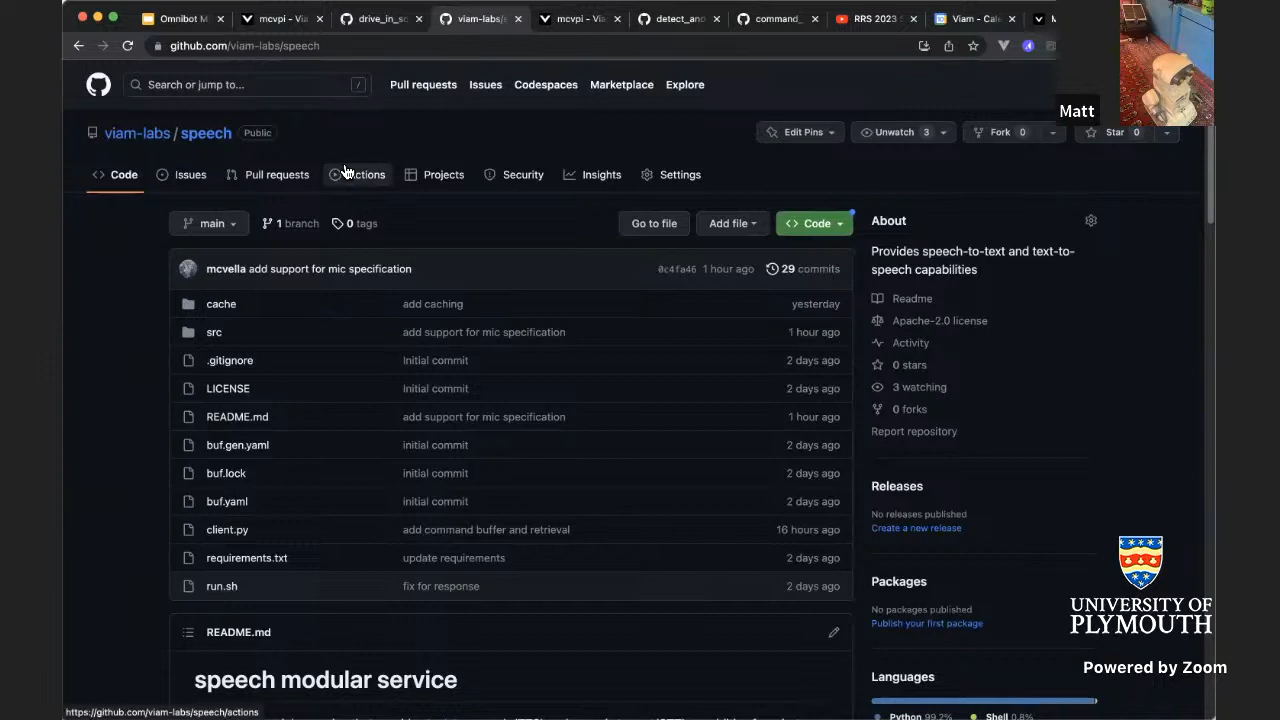 Omnibot M
mcvpi - Via
drive_in_sc
viam-labs/s
mcvpi - Via
detect_ano
command_
RRS 2023 S
Viam - Cale
github.com/viam-labs/speech
Search or jump to...
/
Pull requests
Issues
Codespaces
Marketplace
Explore
Matt
viam-labs / speech
Public
Edit Pins
Unwatch 3
Fork 0
Star 0
Code
Issues
Pull requests
Actions
Projects
Security
Insights
Settings
main
1 branch
0 tags
Go to file
Add file
<> Code
About
Provides speech-to-text and text-to-
speech capabilities
mcvella add support for mic specification
0c4fa46 1 hour ago
29 commits
cache
add caching
yesterday
src
add support for mic specification
1 hour ago
.gitignore
Initial commit
2 days ago
LICENSE
Initial commit
2 days ago
README.md
add support for mic specification
1 hour ago
buf.gen.yaml
initial commit
2 days ago
buf.lock
initial commit
2 days ago
buf.yaml
initial commit
2 days ago
client.py
add command buffer and retrieval
16 hours ago
requirements.txt
update requirements
2 days ago
run.sh
fix for response
2 days ago
Readme
Apache-2.0 license
Activity
0 stars
3 watching
0 forks
Report repository
Releases
No releases published
Create a new release
Packages
No packages published
Publish your first package
Languages
Python 99.2%
Shell 0.8%
README.md
speech modular service
https://github.com/viam-labs/speech/actions
UNIVERSITY OF
PLYMOUTH
Powered by Zoom